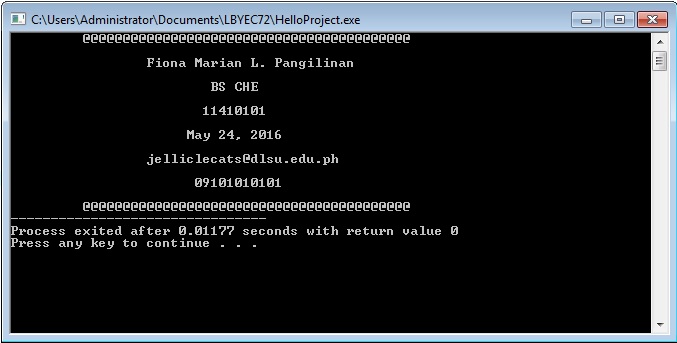 C:\Users\Administrator\Documents\LBYEC72\HelloProject.exe
@@@@@@@@@@@@@@@@@@@@@@@@@@@@@@@@@@@@@@@@@
Fiona Marian L. Pangilinan
BS CHE
11410101
May 24, 2016
jelliclecats@dlsu.edu.ph
09101010101
@@@@@@@@@@@@@@@@@@@@@@@@@@@@@@@@@@@@@@@@@
--------------------------------
Process exited after 0.01177 seconds with return value 0
Press any key to continue . . .